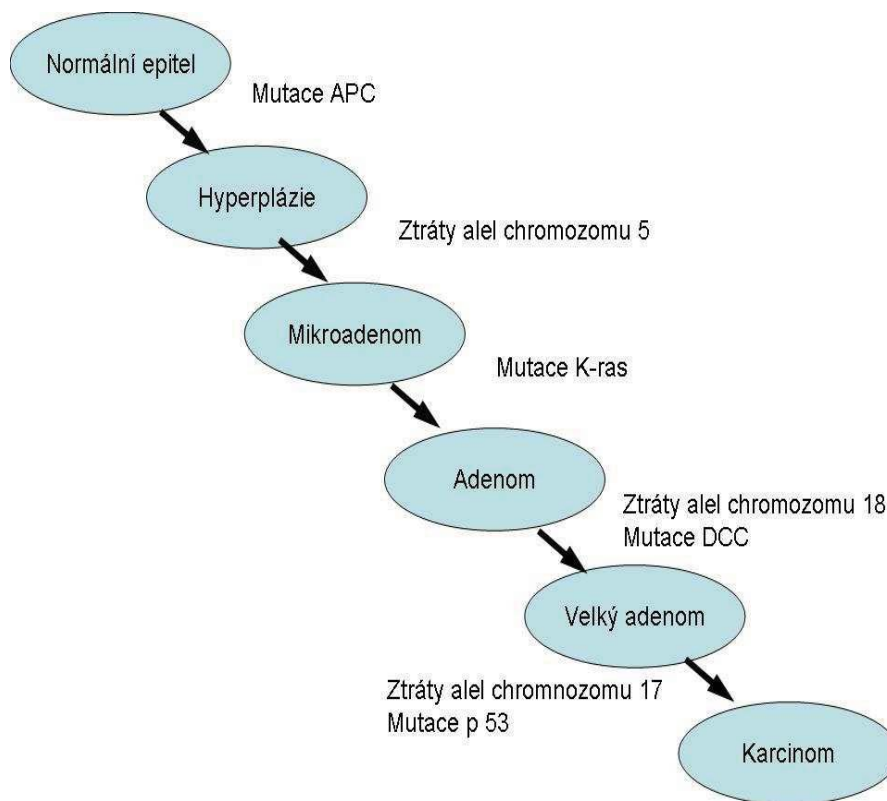 Normální epitel
Mutace APC
Hyperplázie
Ztráty alel chromozomu 5
Mikroadenom
Mutace K-ras
Adenom
Ztráty alel chromozomu 18
Mutace DCC
Velký adenom
Ztráty alel chromnozomu 17
Mutace p 53
Karcinom